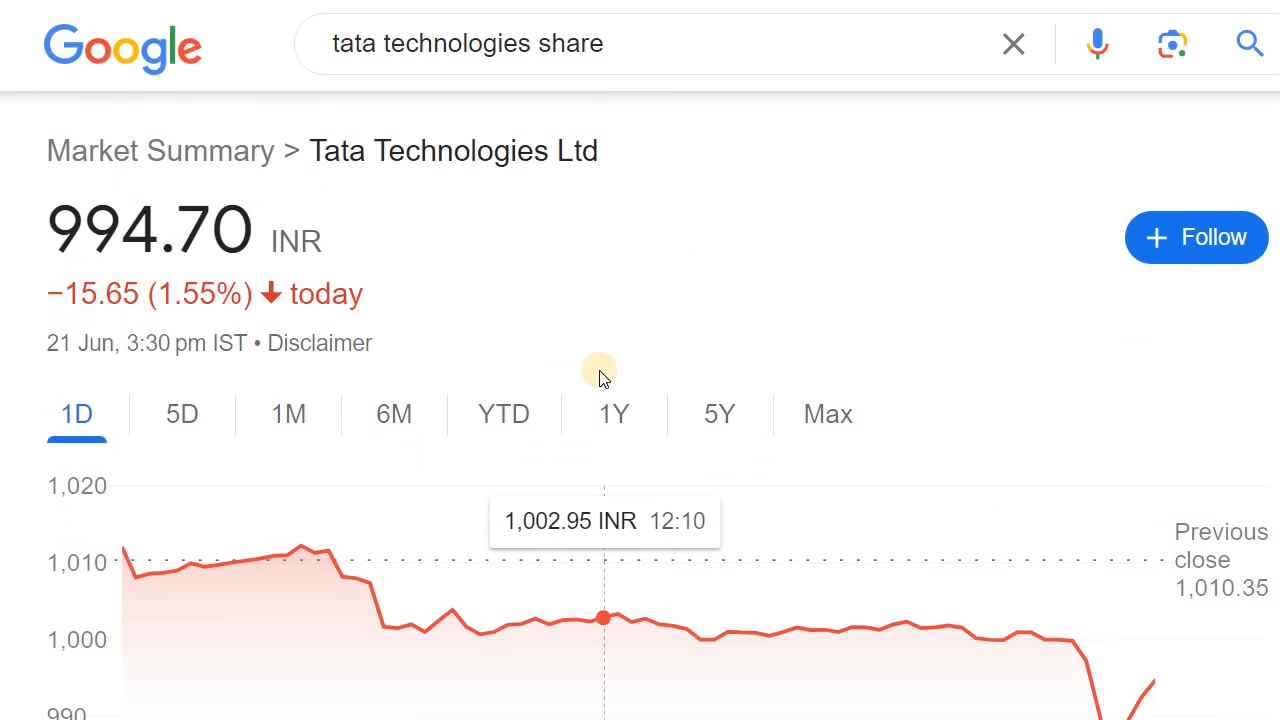 Google
tata technologies share
Market Summary > Tata Technologies Ltd
994.70 INR
+ Follow
−15.65 (1.55%) ↓ today
21 Jun, 3:30 pm IST • Disclaimer
1D 5D 1M 6M YTD 1Y 5Y Max
1,020
1,002.95 INR 12:10
1,010
Previous
close
1,010.35
1,000
990